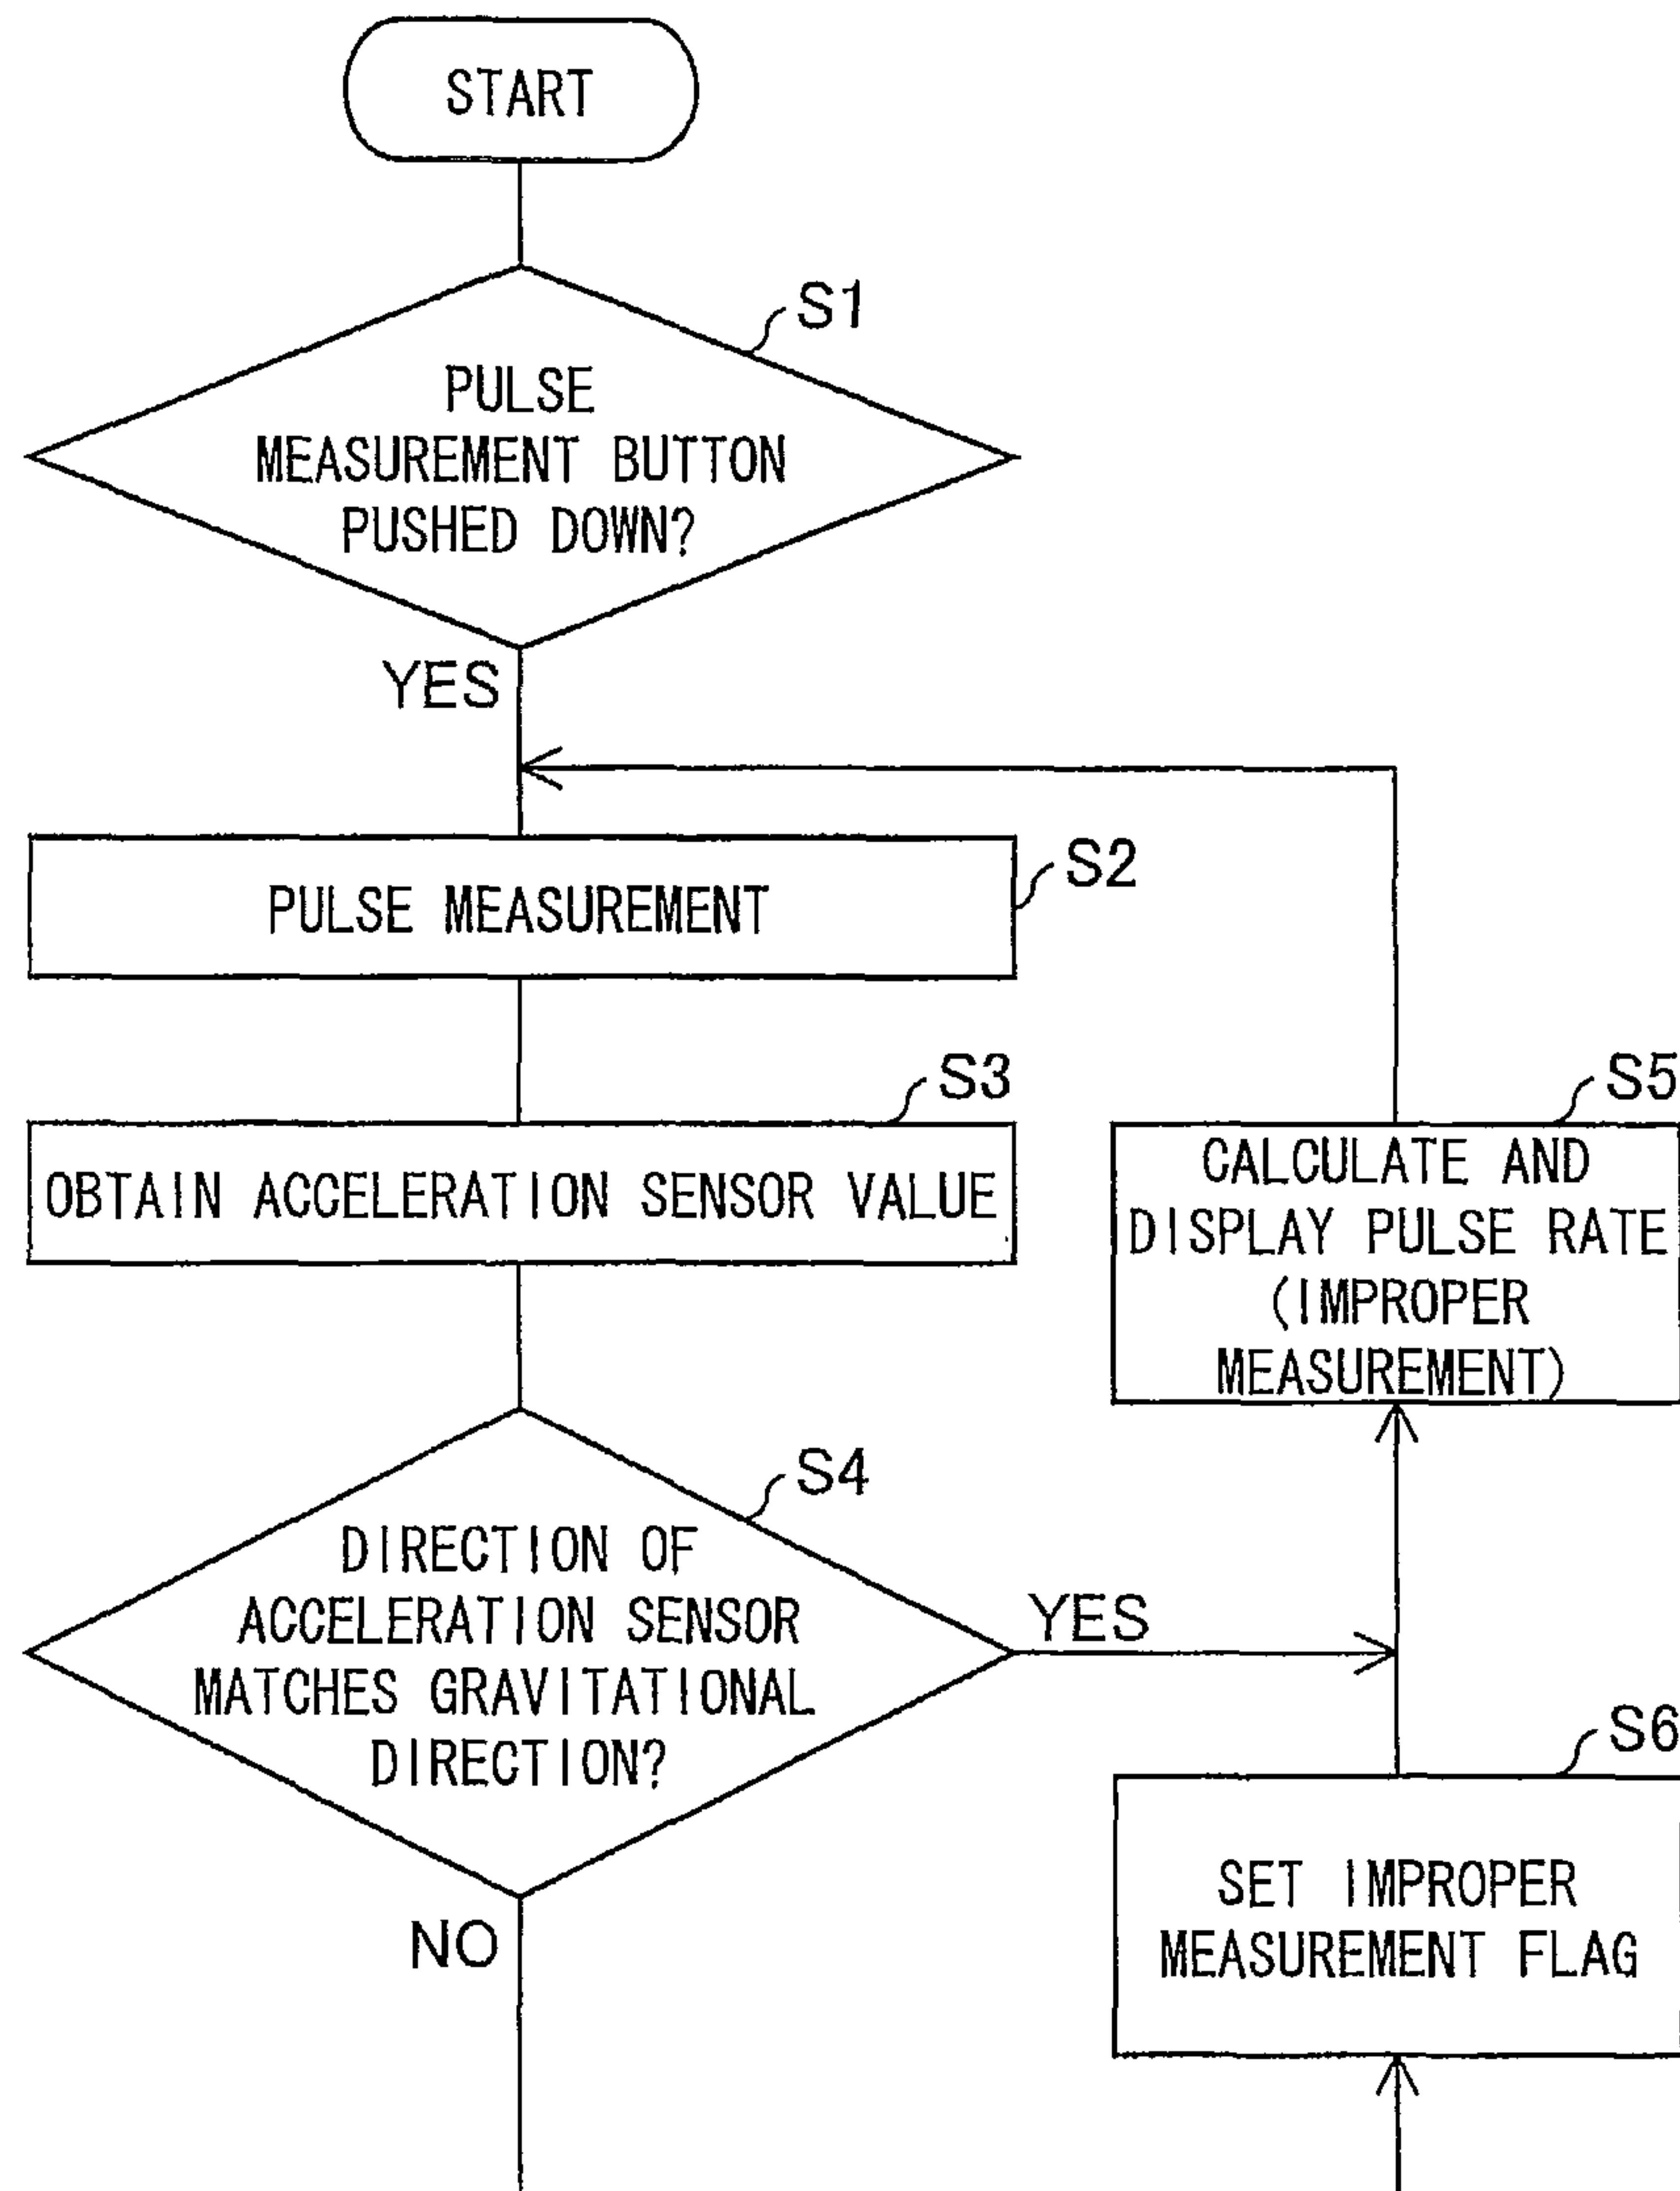 START
S1
PULSE
MEASUREMENT BUTTON
PUSHED DOWN?
YES
S2
PULSE MEASUREMENT
S3
OBTAIN ACCELERATION SENSOR VALUE
S5
CALCULATE AND
DISPLAY PULSE RATE
(IMPROPER
MEASUREMENT)
S4
DIRECTION OF
ACCELERATION SENSOR
MATCHES GRAVITATIONAL
DIRECTION?
YES
NO
S6
SET IMPROPER
MEASUREMENT FLAG